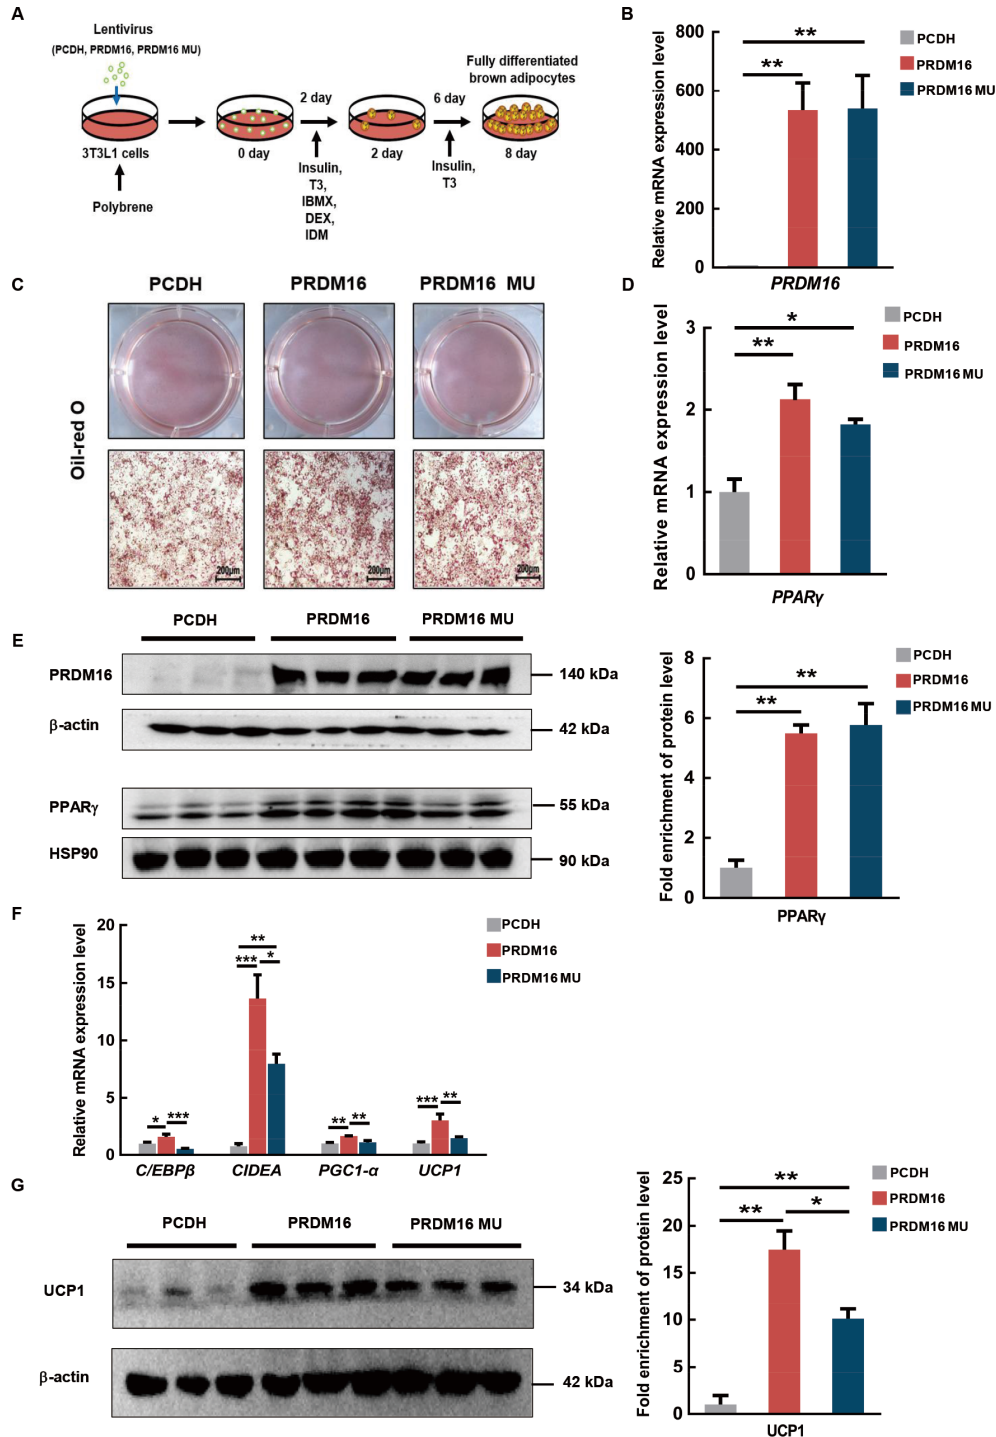 A
Lentivirus
(PCDH, PRDM16, PRDM16 MU)
3T3L1 cells
Polybrene
0 day
2 day
Insulin,
T3,
IBMX,
DEX,
IDM
2 day
6 day
Insulin,
T3
Fully differentiated
brown adipocytes
8 day
B
Relative mRNA expression level
800
600
400
200
0
**
**
PRDM16
PCDH
PRDM16
PRDM16 MU
C
PCDH
PRDM16
PRDM16 MU
Oil-red O
200μm
200μm
200μm
D
Relative mRNA expression level
3
2
1
0
*
**
PPARγ
PCDH
PRDM16
PRDM16 MU
E
PCDH
PRDM16
PRDM16 MU
PRDM16
140 kDa
β-actin
42 kDa
PPARγ
55 kDa
HSP90
90 kDa
Fold enrichment of protein level
8
6
4
2
0
**
**
PPARγ
PCDH
PRDM16
PRDM16 MU
F
Relative mRNA expression level
20
15
10
5
0
* ***
**
*** *
** **
*** **
C/EBPβ
CIDEA
PGC1-α
UCP1
PCDH
PRDM16
PRDM16 MU
G
PCDH
PRDM16
PRDM16 MU
UCP1
34 kDa
β-actin
42 kDa
Fold enrichment of protein level
25
20
15
10
5
0
**
** *
UCP1
PCDH
PRDM16
PRDM16 MU